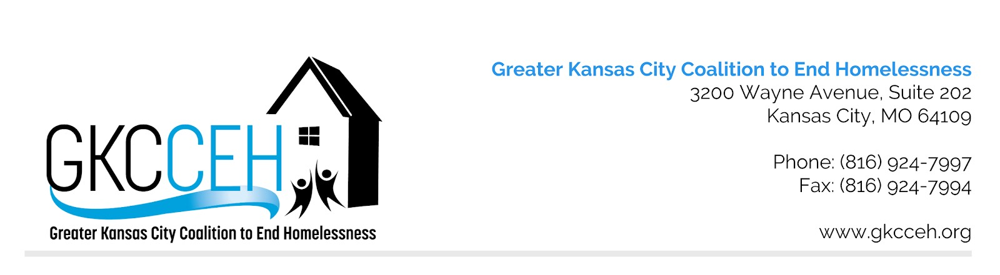 GKCCEH
Greater Kansas City Coalition to End Homelessness
Greater Kansas City Coalition to End Homelessness
3200 Wayne Avenue, Suite 202
Kansas City, MO 64109
Phone: (816) 924-7997
Fax: (816) 924-7994
www.gkcceh.org